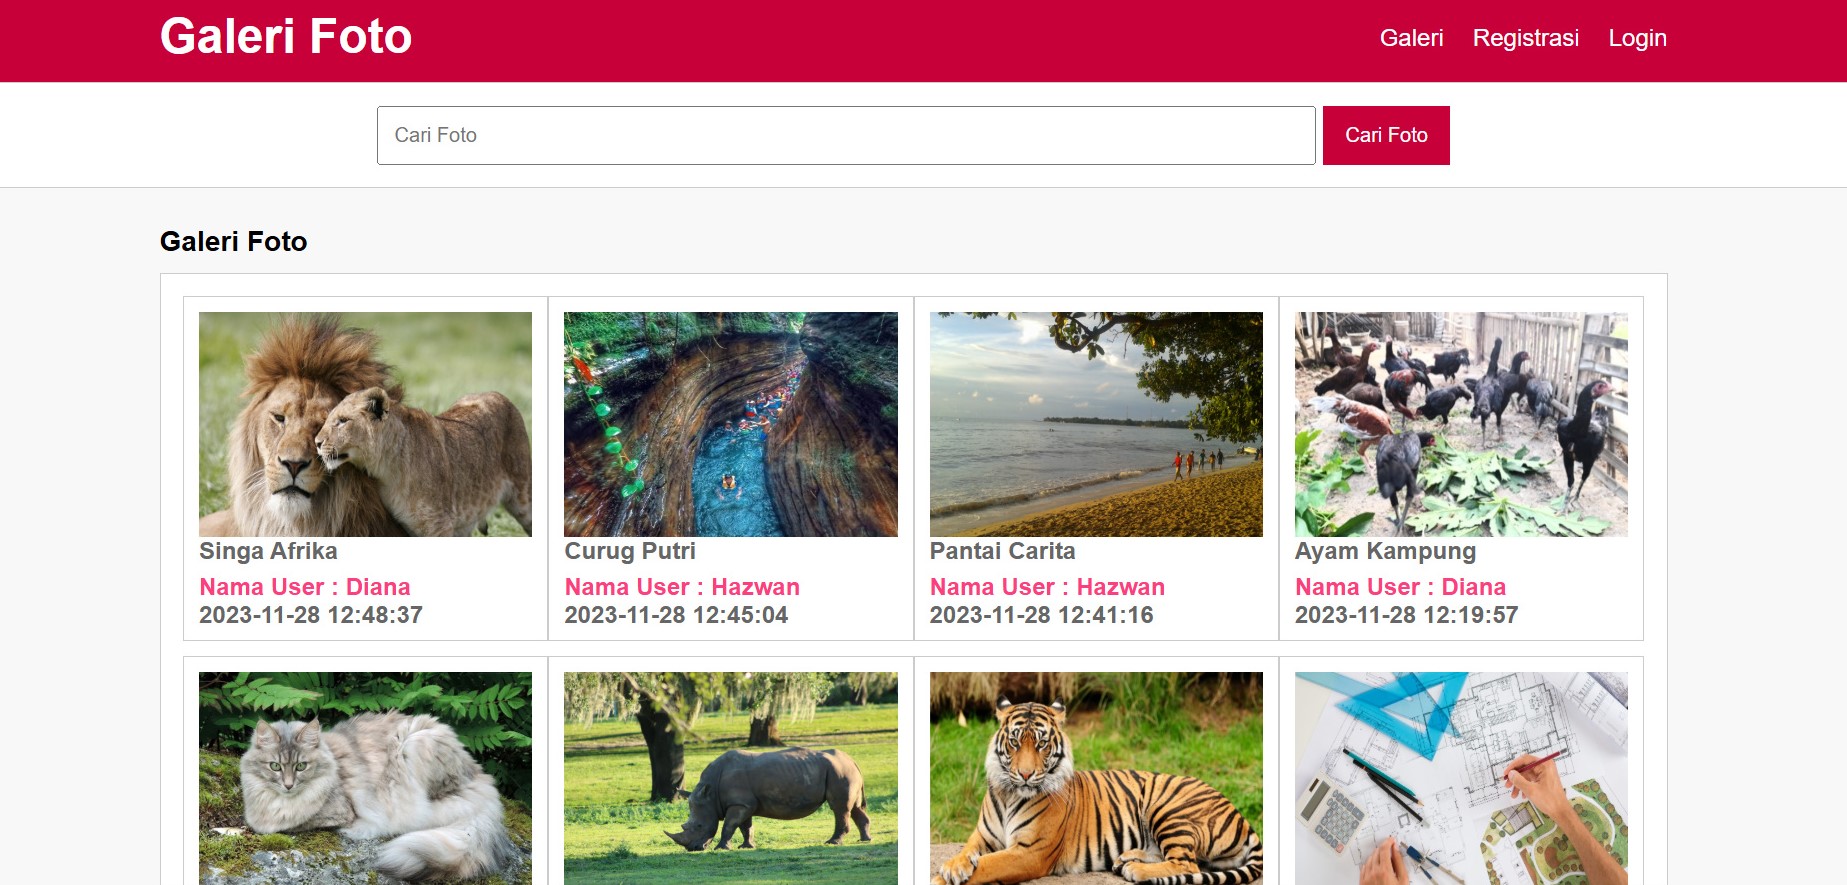 Galeri Foto
Galeri Registrasi Login
Cari Foto
Cari Foto
Galeri Foto
Singa Afrika
Nama User : Diana
2023-11-28 12:48:37
Curug Putri
Nama User : Hazwan
2023-11-28 12:45:04
Pantai Carita
Nama User : Hazwan
2023-11-28 12:41:16
Ayam Kampung
Nama User : Diana
2023-11-28 12:19:57